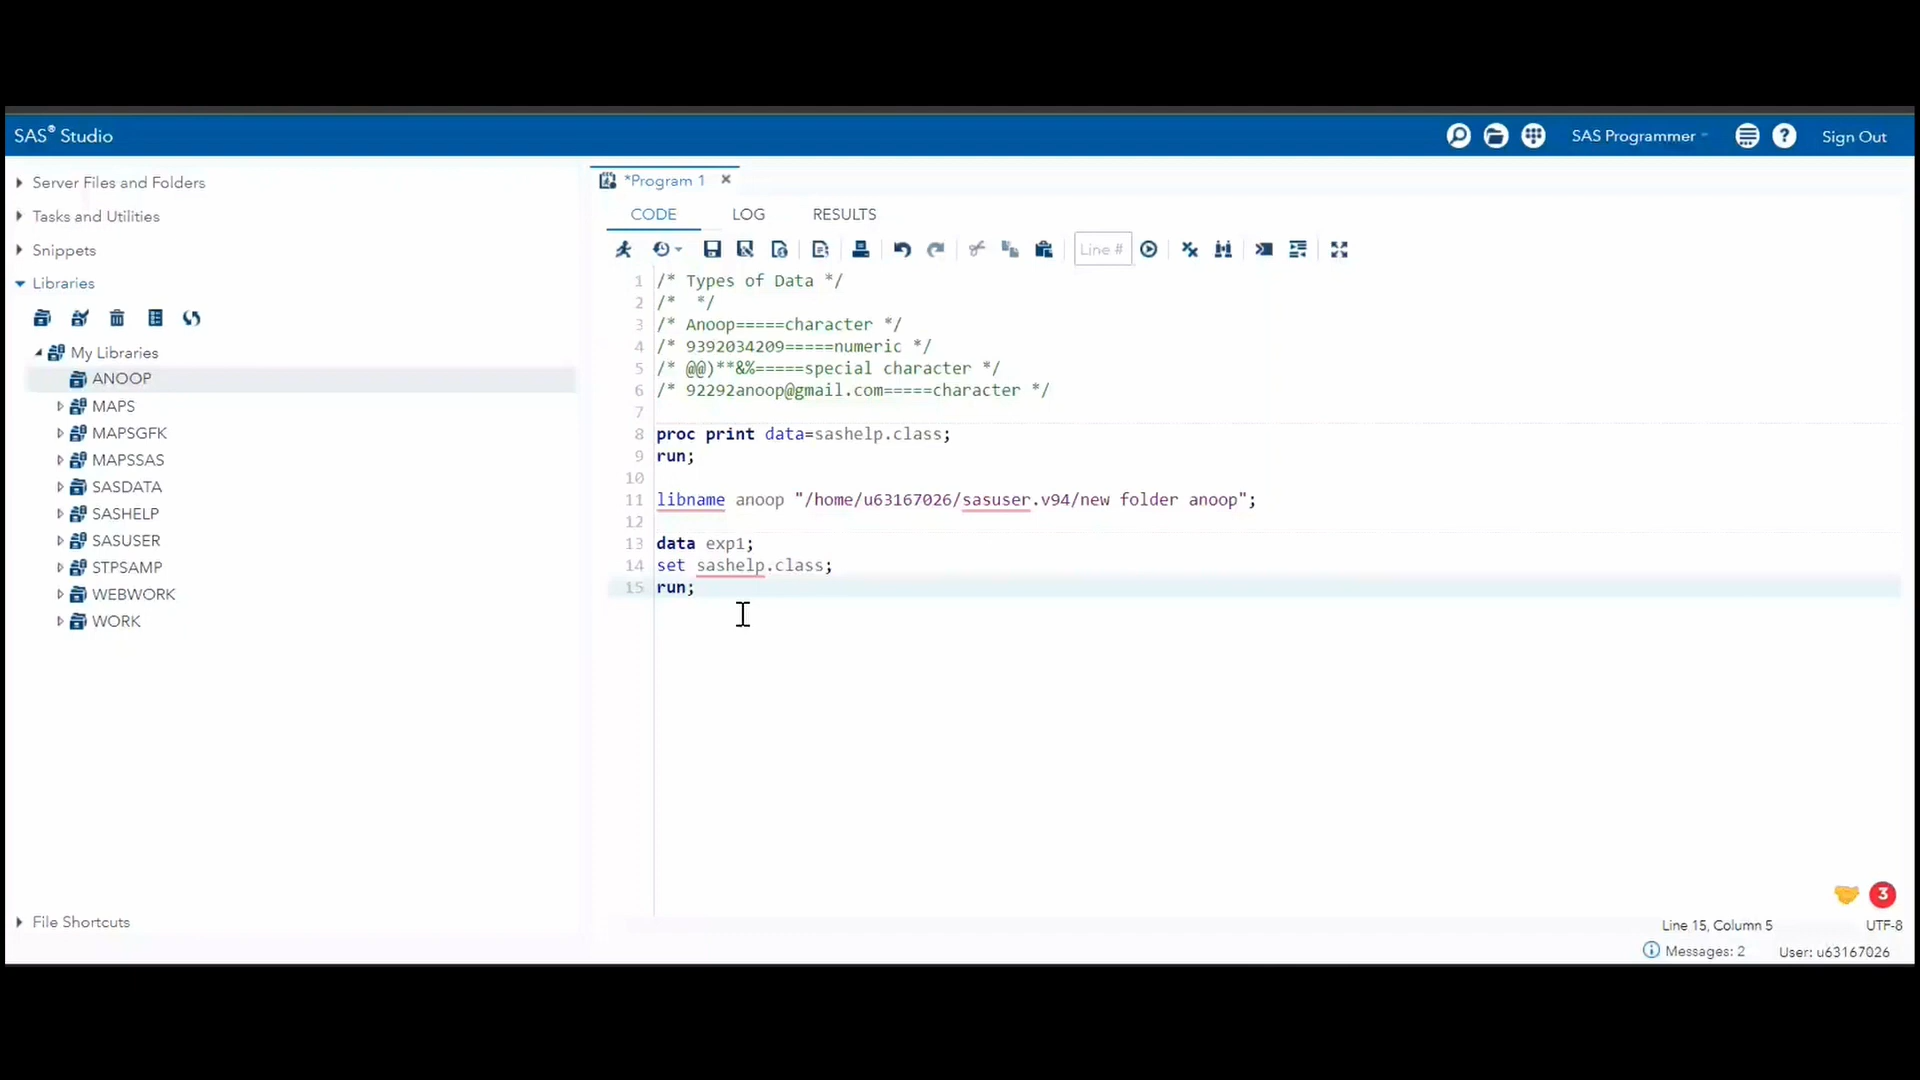 SAS® Studio
SAS Programmer
Sign Out
Server Files and Folders
Tasks and Utilities
Snippets
Libraries
My Libraries
ANOOP
MAPS
MAPSGFK
MAPSSAS
SASDATA
SASHELP
SASUSER
STPSAMP
WEBWORK
WORK
File Shortcuts
*Program 1
CODE LOG RESULTS
Line #
1 /* Types of Data */
2 /*  */
3 /* Anoop=====character */
4 /* 9392034209=====numeric */
5 /* @@)**&%=====special character */
6 /* 92292anoop@gmail.com=====character */
7
8 proc print data=sashelp.class;
9 run;
10
11 libname anoop "/home/u63167026/sasuser.v94/new folder anoop";
12
13 data exp1;
14 set sashelp.class;
15 run;
3
Line 15, Column 5 UTF-8
Messages: 2 User: u63167026